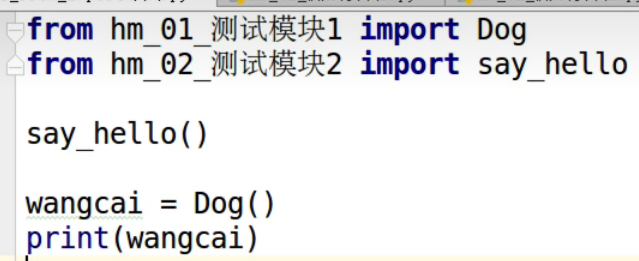 from hm_01_测试模块1 import Dog
from hm_02_测试模块2 import say_hello
say_hello()
wangcai = Dog()
print(wangcai)